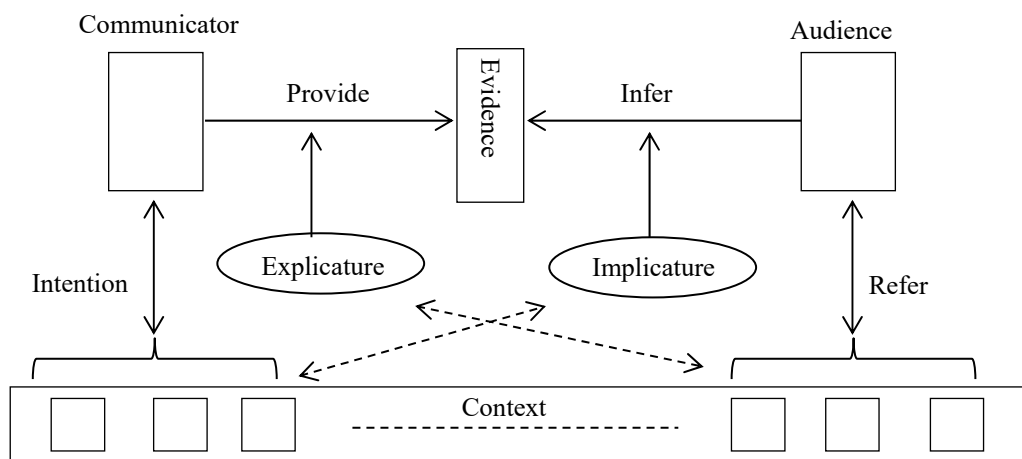 Communicator
Audience
Provide
Evidence
Infer
Explicature
Implicature
Intention
Refer
Context